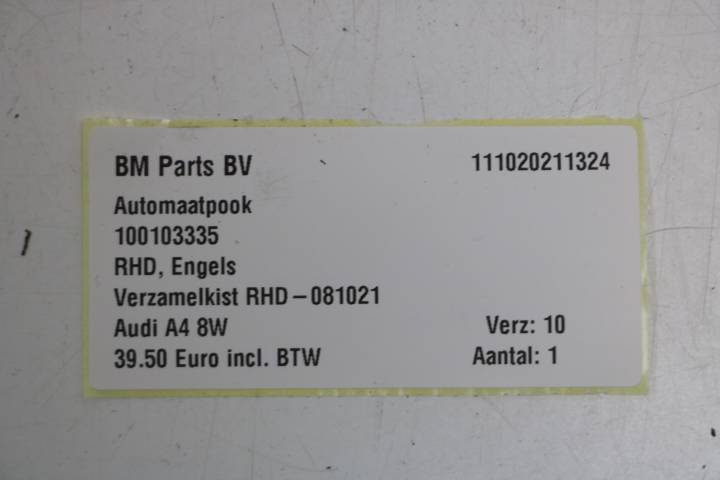 BM Parts BV 111020211324
Automaatpook
100103335
RHD, Engels
Verzamelkist RHD-081021
Audi A4 8W Verz: 10
39.50 Euro incl. BTW Aantal: 1